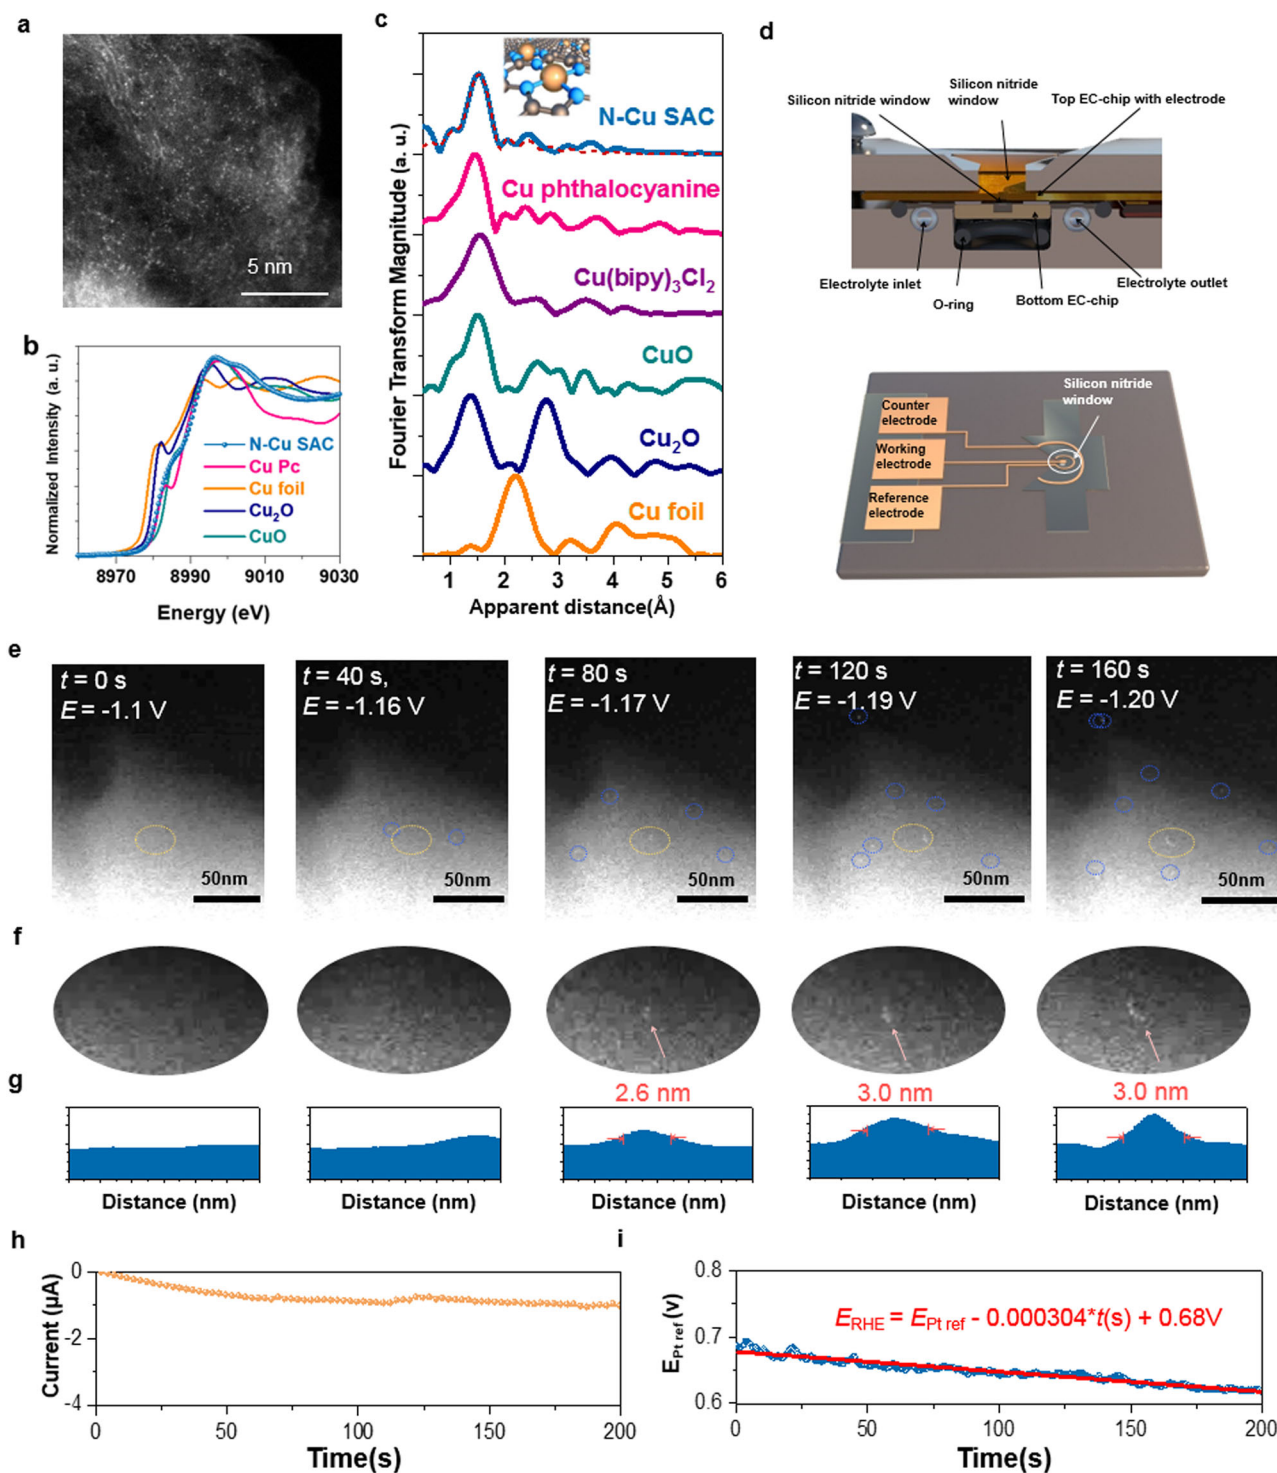 a
5 nm
b
Normalized Intensity (a. u.)
N-Cu SAC
Cu Pc
Cu foil
Cu₂O
CuO
8970 8990 9010 9030
Energy (eV)
c
Fourier Transform Magnitude (a. u.)
N-Cu SAC
Cu phthalocyanine
Cu(bipy)₃Cl₂
CuO
Cu₂O
Cu foil
1 2 3 4 5 6
Apparent distance(Å)
d
Silicon nitride window
Silicon nitride
window
Top EC-chip with electrode
Electrolyte inlet
O-ring
Bottom EC-chip
Electrolyte outlet
Silicon nitride
window
Counter
electrode
Working
electrode
Reference
electrode
e
t = 0 s
E = -1.1 V
50nm
t = 40 s,
E = -1.16 V
50nm
t = 80 s
E = -1.17 V
50nm
t = 120 s
E = -1.19 V
50nm
t = 160 s
E = -1.20 V
50nm
f
g
2.6 nm
3.0 nm
3.0 nm
Distance (nm)
Distance (nm)
Distance (nm)
Distance (nm)
Distance (nm)
h
Current (µA)
0
-2
-4
0 50 100 150 200
Time(s)
i
E Pt ref (v)
0.8
0.7
0.6
E RHE = E Pt ref - 0.000304*t(s) + 0.68V
0 50 100 150 200
Time(s)